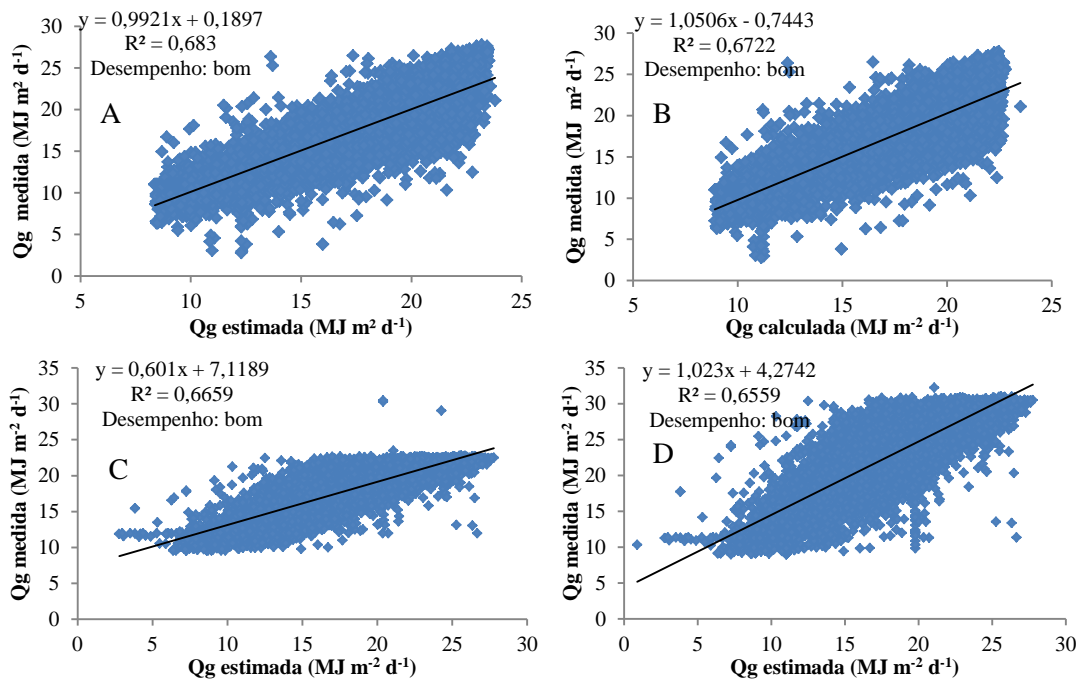 y = 0,9921x + 0,1897
R² = 0,683
Desempenho: bom
A
Qg medida (MJ m² d⁻¹)
30
25
20
15
10
5
0
5
10
15
20
25
Qg estimada (MJ m² d⁻¹)
y = 1,0506x - 0,7443
R² = 0,6722
Desempenho: bom
B
Qg medida (MJ m⁻² d⁻¹)
30
25
20
15
10
5
0
5
10
15
20
25
Qg calculada (MJ m⁻² d⁻¹)
y = 0,601x + 7,1189
R² = 0,6659
Desempenho: bom
C
Qg medida (MJ m⁻² d⁻¹)
35
30
25
20
15
10
5
0
0
5
10
15
20
25
30
Qg estimada (MJ m⁻² d⁻¹)
y = 1,023x + 4,2742
R² = 0,6559
Desempenho: bom
D
Qg medida (MJ m⁻² d⁻¹)
35
30
25
20
15
10
5
0
0
5
10
15
20
25
30
Qg estimada (MJ m⁻² d⁻¹)